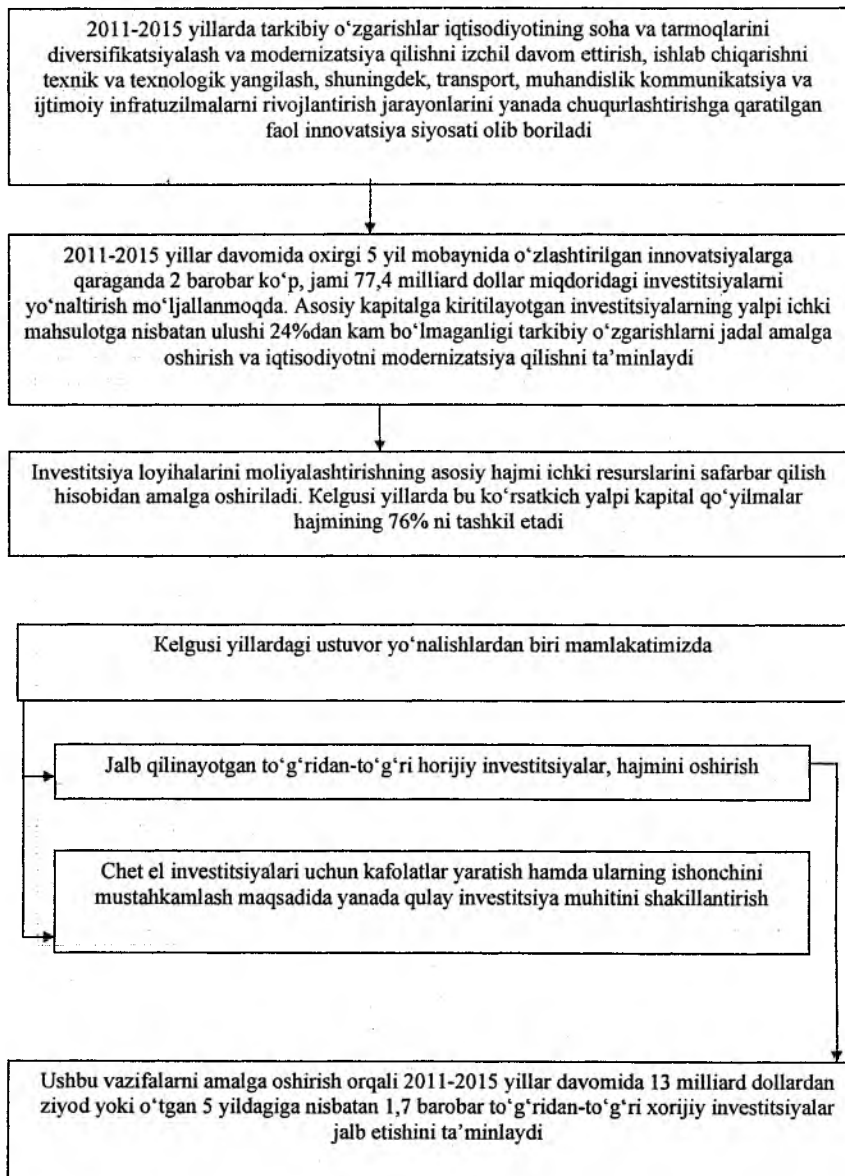 2011-2015 yillarda tarkibiy o‘zgarishlar iqtisodiyotining soha va tarmoqlarini
diversifikatsiyalash va modernizatsiya qilishni izchil davom ettirish, ishlab chiqarishni
texnik va texnologik yangilash, shuningdek, transport, muhandislik kommunikatsiya va
ijtimoiy infratuzilmalarni rivojlantirish jarayonlarini yanada chuqurlashtirishga qaratilgan
faol innovatsiya siyosati olib boriladi
2011-2015 yillar davomida oxirgi 5 yil mobaynida o‘zlashtirilgan innovatsiyalarga
qaraganda 2 barobar ko‘p, jami 77,4 milliard dollar miqdoridagi investitsiyalarni
yo‘naltirish mo‘ljallanmoqda. Asosiy kapitalga kiritilayotgan investitsiyalarning yalpi ichki
mahsulotga nisbatan ulushi 24%dan kam bo‘lmaganligi tarkibiy o‘zgarishlarni jadal amalga
oshirish va iqtisodiyotni modernizatsiya qilishni ta’minlaydi
Investitsiya loyihalarini moliyalashtirishning asosiy hajmi ichki resurslarini safarbar qilish
hisobidan amalga oshiriladi. Kelgusi yillarda bu ko‘rsatkich yalpi kapital qo‘yilmalar
hajmining 76% ni tashkil etadi
Kelgusi yillardagi ustuvor yo‘nalishlardan biri mamlakatimizda
Jalb qilinayotgan to‘g‘ridan-to‘g‘ri horijiy investitsiyalar, hajmini oshirish
Chet el investitsiyalari uchun kafolatlar yaratish hamda ularning ishonchini
mustahkamlash maqsadida yanada qulay investitsiya muhitini shakillantirish
Ushbu vazifalarni amalga oshirish orqali 2011-2015 yillar davomida 13 milliard dollardan
ziyod yoki o‘tgan 5 yildagiga nisbatan 1,7 barobar to‘g‘ridan-to‘g‘ri xorijiy investitsiyalar
jalb etishini ta’minlaydi